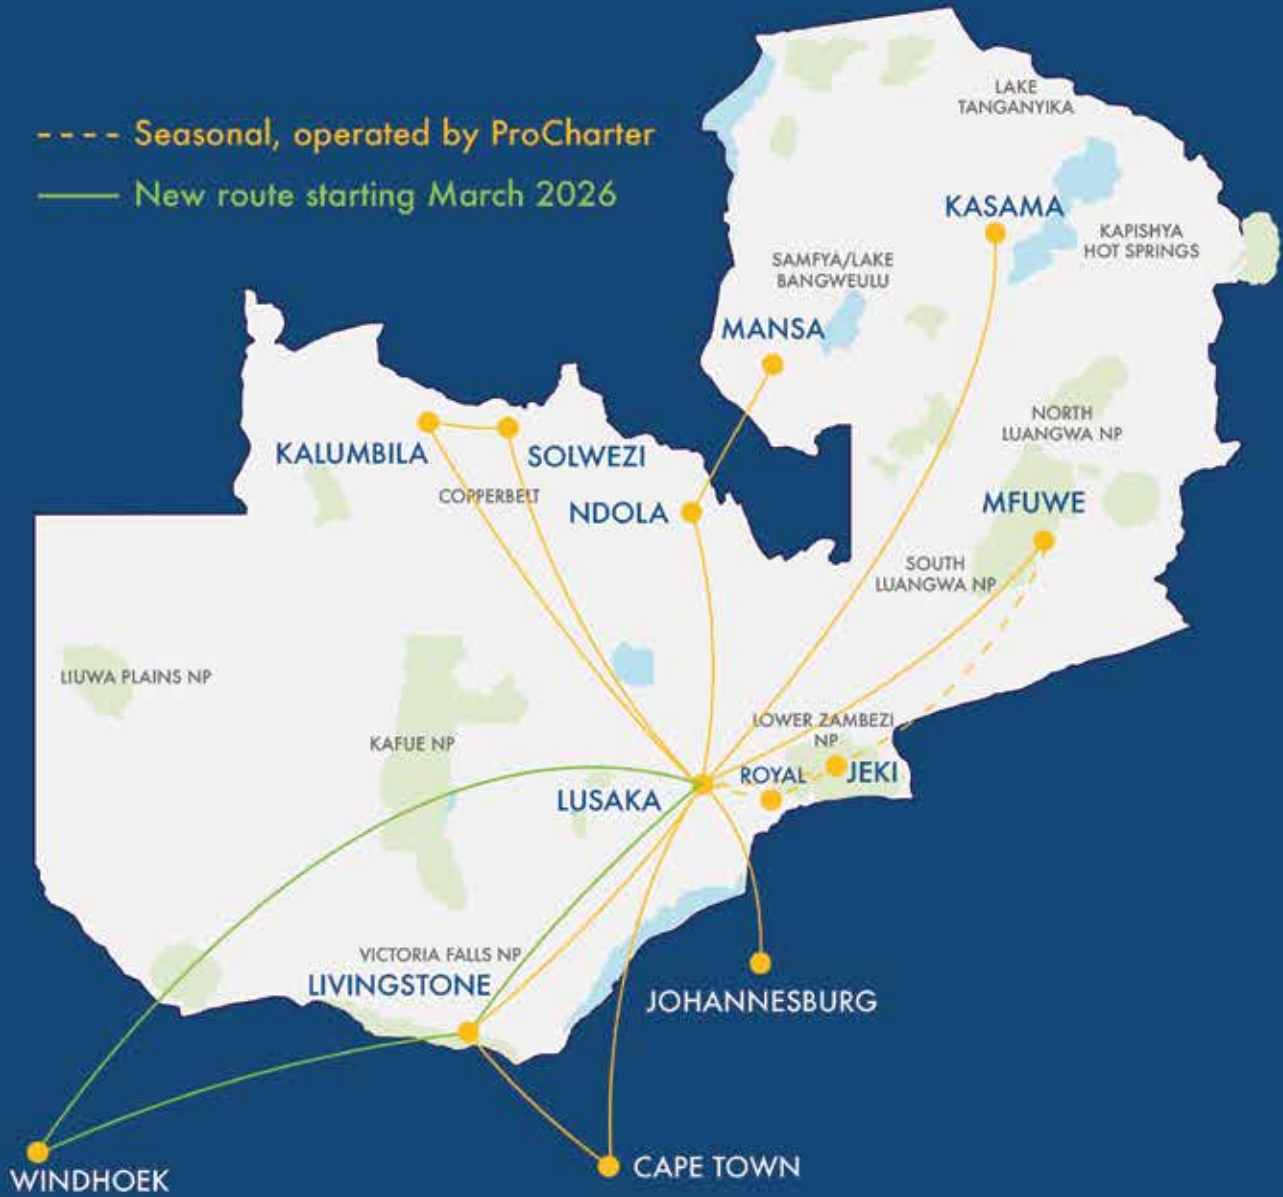 Seasonal, operated by ProCharter
New route starting March 2026
LAKE
TANGANYIKA
KASAMA
KAPISHYA
HOT SPRINGS
SAMFYA/LAKE
BANGWEULU
MANSA
NORTH
LUANGWA NP
KALUMBILA
SOLWEZI
COPPERBELT
NDOLA
MFUWE
SOUTH
LUANGWA NP
LIUWA PLAINS NP
KAFUE NP
LOWER ZAMBEZI
NP
ROYAL
JEKI
LUSAKA
VICTORIA FALLS NP
LIVINGSTONE
JOHANNESBURG
WINDHOEK
CAPE TOWN